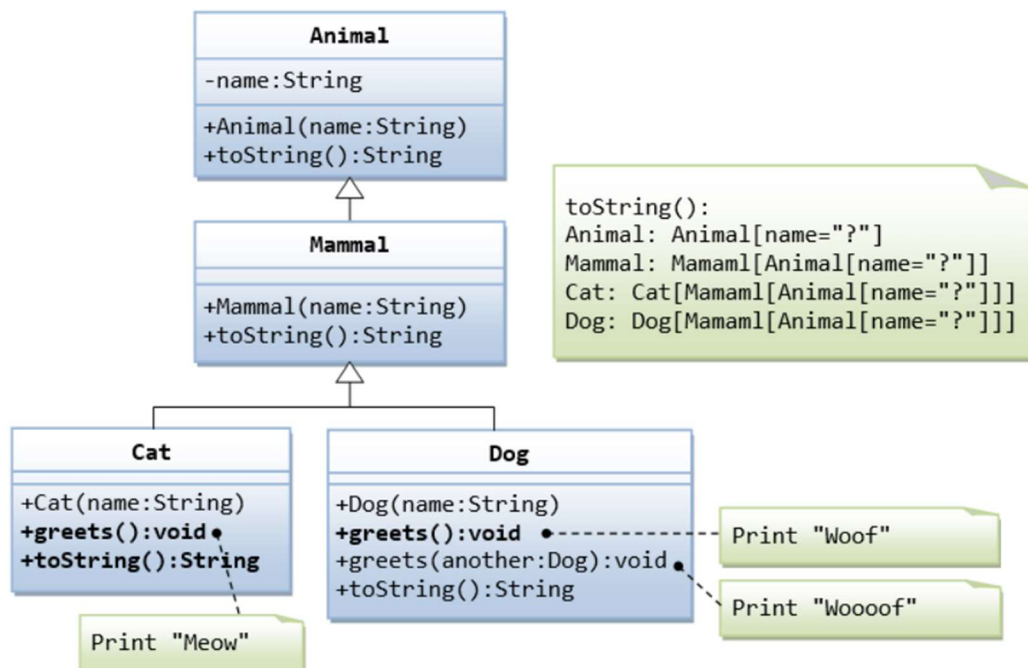 Animal
-name:String
+Animal(name:String)
+toString():String
toString():
Animal: Animal[name="?"]
Mammal: Mamaml[Animal[name="?"]]
Cat: Cat[Mamaml[Animal[name="?"]]]
Dog: Dog[Mamaml[Animal[name="?"]]]
Mammal
+Mammal(name:String)
+toString():String
Cat
+Cat(name:String)
+greets():void
+toString():String
Print "Meow"
Dog
+Dog(name:String)
+greets():void
+greets(another:Dog):void
+toString():String
Print "Woof"
Print "Woooof"